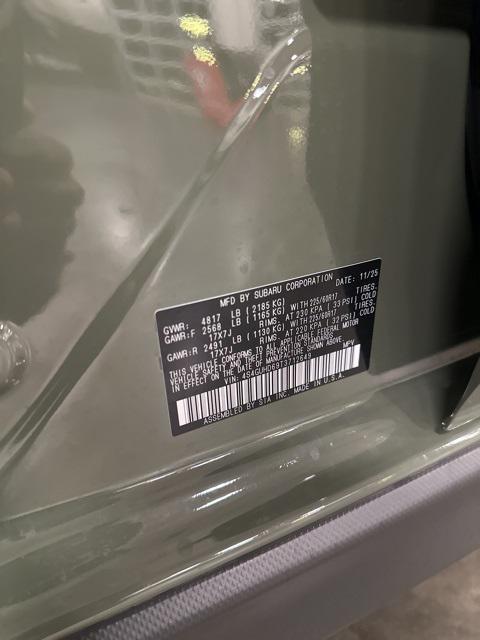 MFD BY SUBARU CORPORATION DATE: 11/25
GVWR: 4817 LB ( 2185 KG)
GAWR:F 2568 LB ( 1165 KG) WITH 225/60R17 TIRES,
17X7J RIMS, AT 230 KPA ( 33 PSI) COLD
GAWR:R 2491 LB ( 1130 KG) WITH 225/60R17 TIRES,
17X7J RIMS, AT 220 KPA ( 32 PSI) COLD
THIS VEHICLE CONFORMS TO ALL APPLICABLE FEDERAL MOTOR
VEHICLE SAFETY AND THEFT PREVENTION STANDARDS
IN EFFECT ON THE DATE OF MANUFACTURE SHOWN ABOVE.
VIN: 4S4GUHD69T3712649 MPV
ASSEMBLED BY SIA INC. MADE IN U.S.A.